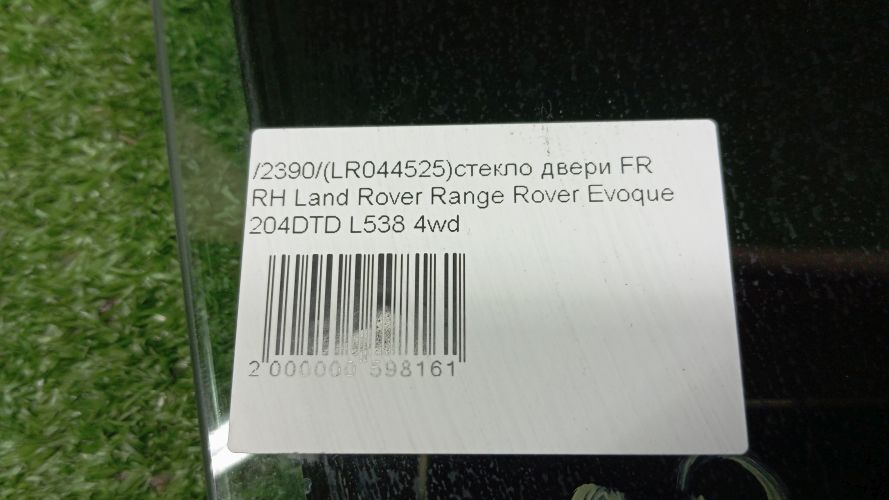 /2390/(LR044525)стекло двери FR
RH Land Rover Range Rover Evoque
204DTD L538 4wd
2 000000 598161